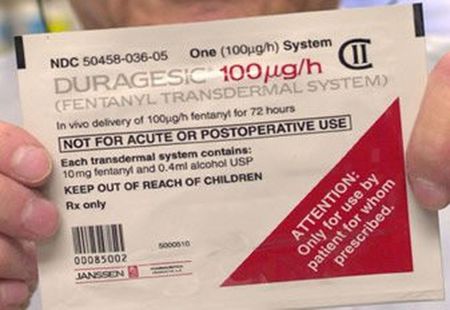 NDC 50458-036-05 One (100µg/h) System CII
DURAGESIC® 100µg/h
(FENTANYL TRANSDERMAL SYSTEM)
In vivo delivery of 100µg/h fentanyl for 72 hours
NOT FOR ACUTE OR POSTOPERATIVE USE
Each transdermal system contains:
10mg fentanyl and 0.4ml alcohol USP
KEEP OUT OF REACH OF CHILDREN
Rx only
ATTENTION:
Only for use by
patient for whom
prescribed.
5000510
00085002
JANSSEN